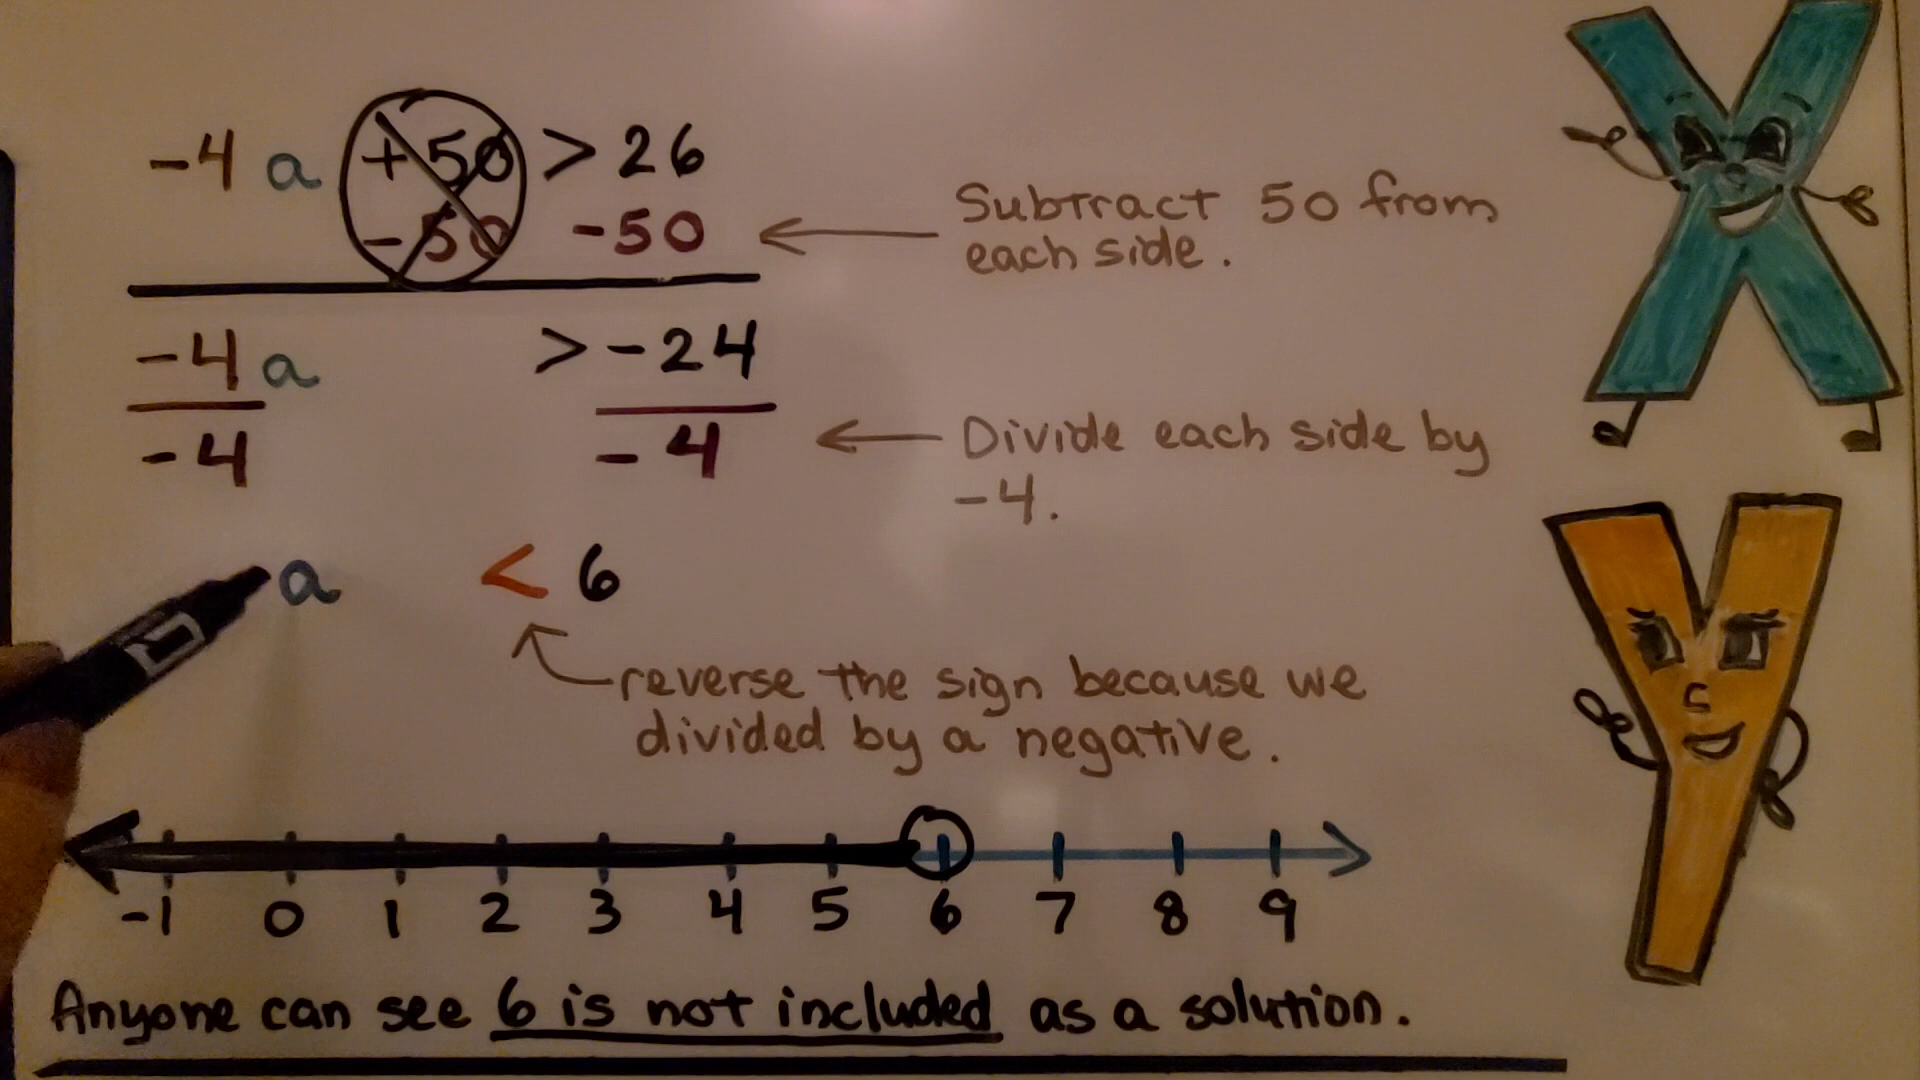 -4a +50 > 26
-50 -50
Subtract 50 from
each side.
-4a > -24
-4 -4
Divide each side by
-4.
a < 6
reverse the sign because we
divided by a negative.
-1 0 1 2 3 4 5 6 7 8 9
Anyone can see 6 is not included as a solution.
X
Y